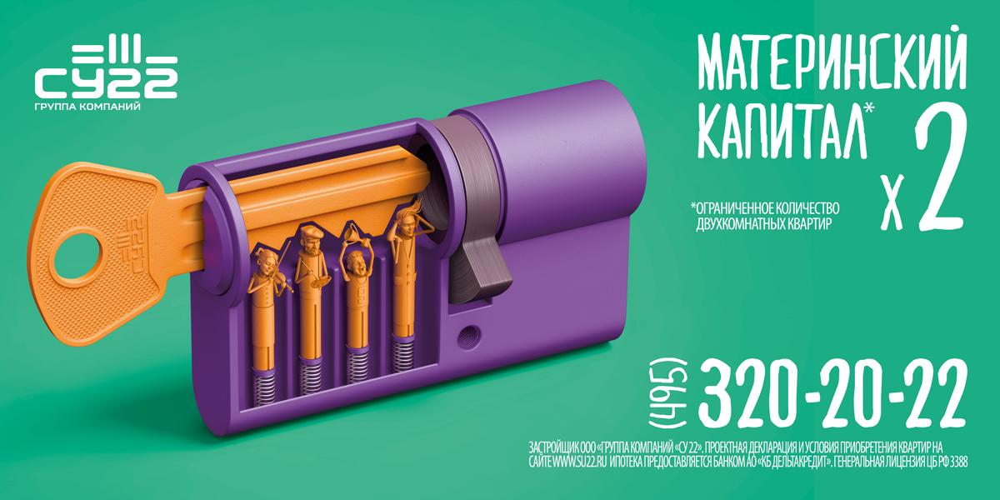 СУ22
ГРУППА КОМПАНИЙ
МАТЕРИНСКИЙ
КАПИТАЛ*
х2
*ОГРАНИЧЕННОЕ КОЛИЧЕСТВО
ДВУХКОМНАТНЫХ КВАРТИР
(495) 320-20-22
ЗАСТРОЙЩИК ООО «ГРУППА КОМПАНИЙ «СУ 22». ПРОЕКТНАЯ ДЕКЛАРАЦИЯ И УСЛОВИЯ ПРИОБРЕТЕНИЯ КВАРТИР НА
САЙТЕ WWW.SU22.RU ИПОТЕКА ПРЕДОСТАВЛЯЕТСЯ БАНКОМ АО «КБ ДЕЛЬТАКРЕДИТ». ГЕНЕРАЛЬНАЯ ЛИЦЕНЗИЯ ЦБ РФ 3388